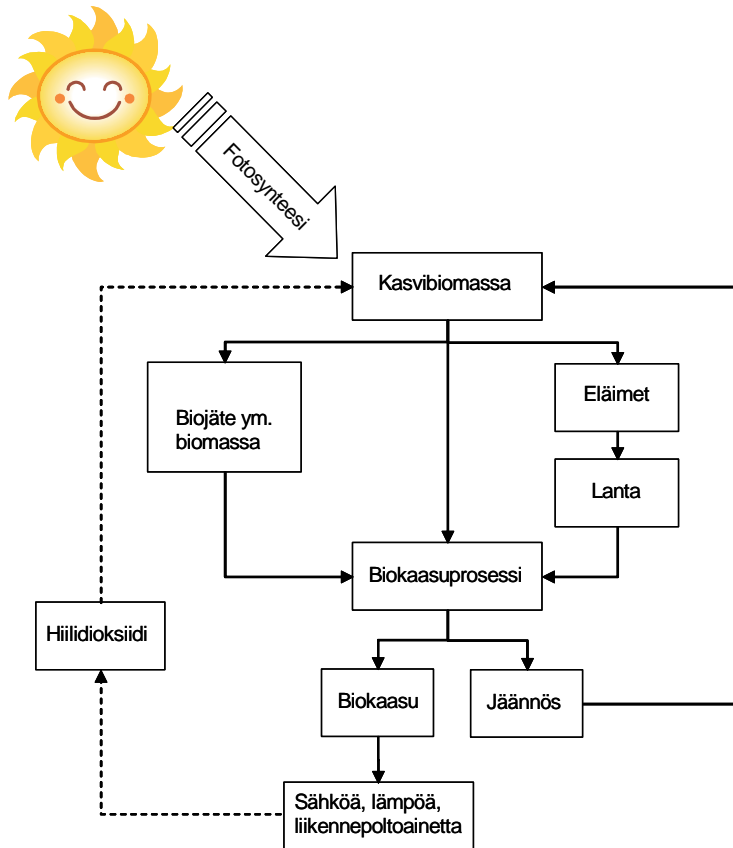 Fotosynteesi
Kasvibiomassa
Biojäte ym.
biomassa
Eläimet
Lanta
Biokaasuprosessi
Hiilidioksiidi
Biokaasu
Jäännös
Sähköä, lämpöä,
liikennepoltoainetta